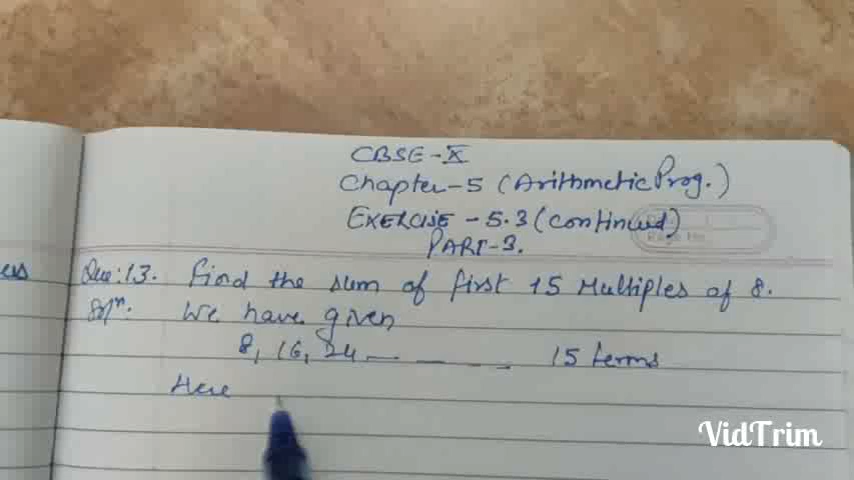 CBSE-X
Chapter-5 (Arithmetic Prog.)
EXERCISE-5.3 (continued)
PART-3.
Que:13. Find the sum of first 15 Multiples of 8.
Solⁿ: We have given
8, 16, 24 _ _ _ _ 15 terms
Here
VidTrim